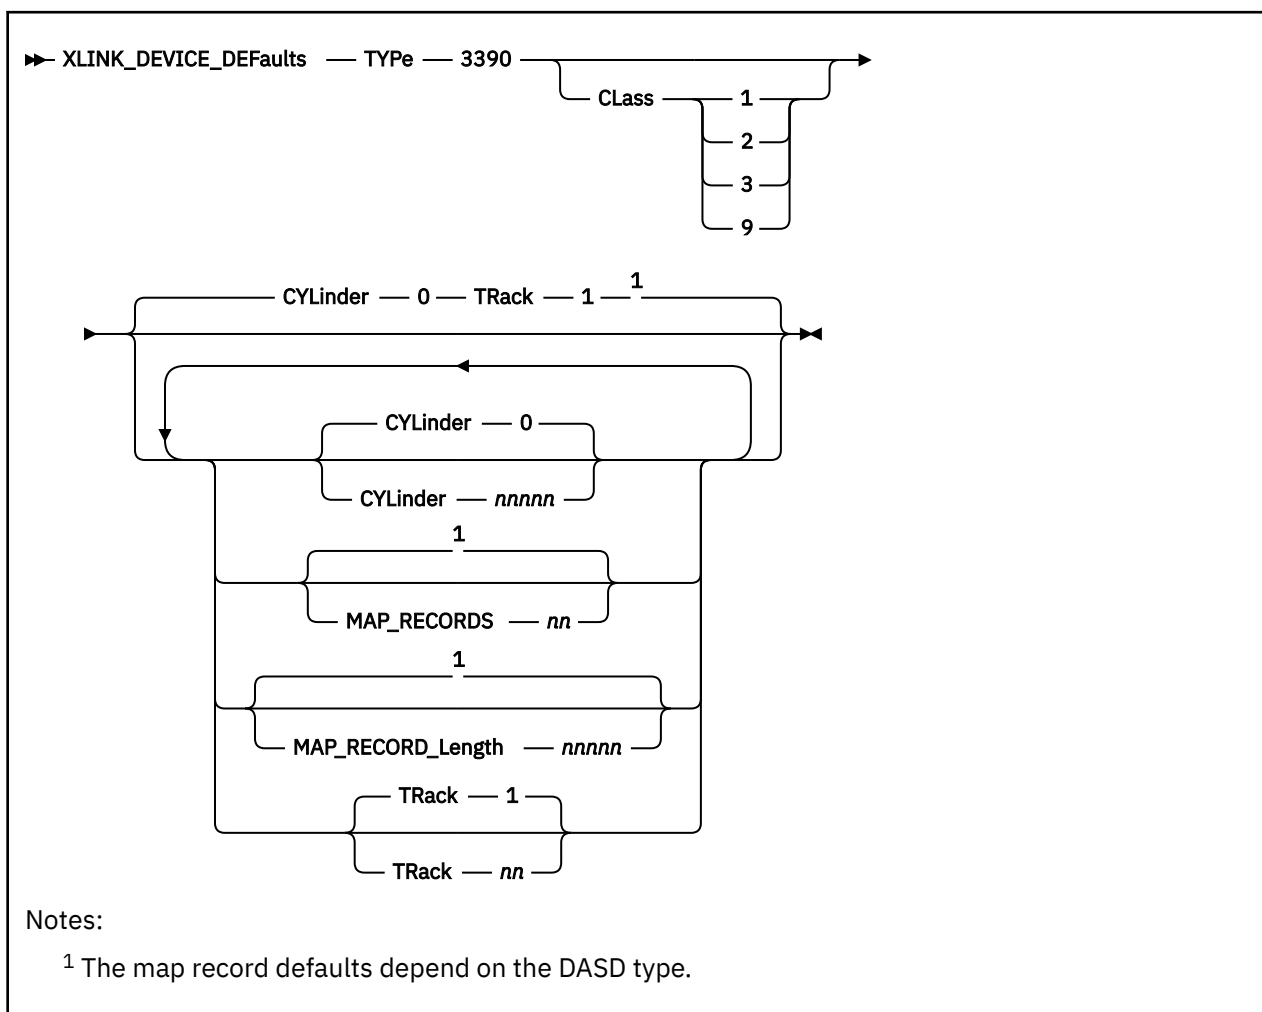 XLINK_DEVICE_DEFaults TYPe 3390
CLass 1
2
3
9
1
CYLinder 0 TRack 1
CYLinder 0
CYLinder nnnnn
1
MAP_RECORDS nn
1
MAP_RECORD_Length nnnnn
TRack 1
TRack nn
Notes:
1 The map record defaults depend on the DASD type.